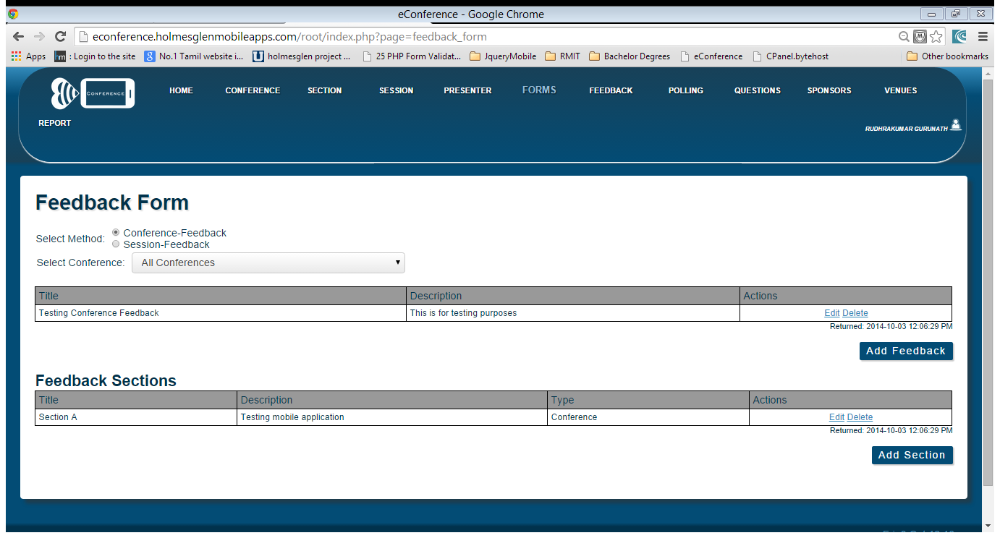 eConference - Google Chrome
econference.holmesglenmobileapps.com/root/index.php?page=feedback_form
Apps hm : Login to the site 8 No.1 Tamil website i... U holmesglen project ... 25 PHP Form Validat... JqueryMobile RMIT Bachelor Degrees eConference CPanel.bytehost Other bookmarks
CONFERENCE HOME CONFERENCE SECTION SESSION PRESENTER FORMS FEEDBACK POLLING QUESTIONS SPONSORS VENUES
REPORT
RUDHRAKUMAR GURUNATH
Feedback Form
Select Method: Conference-Feedback
Session-Feedback
Select Conference: All Conferences
Title Description Actions
Testing Conference Feedback This is for testing purposes Edit Delete
Returned: 2014-10-03 12:06:29 PM
Add Feedback
Feedback Sections
Title Description Type Actions
Section A Testing mobile application Conference Edit Delete
Returned: 2014-10-03 12:06:29 PM
Add Section